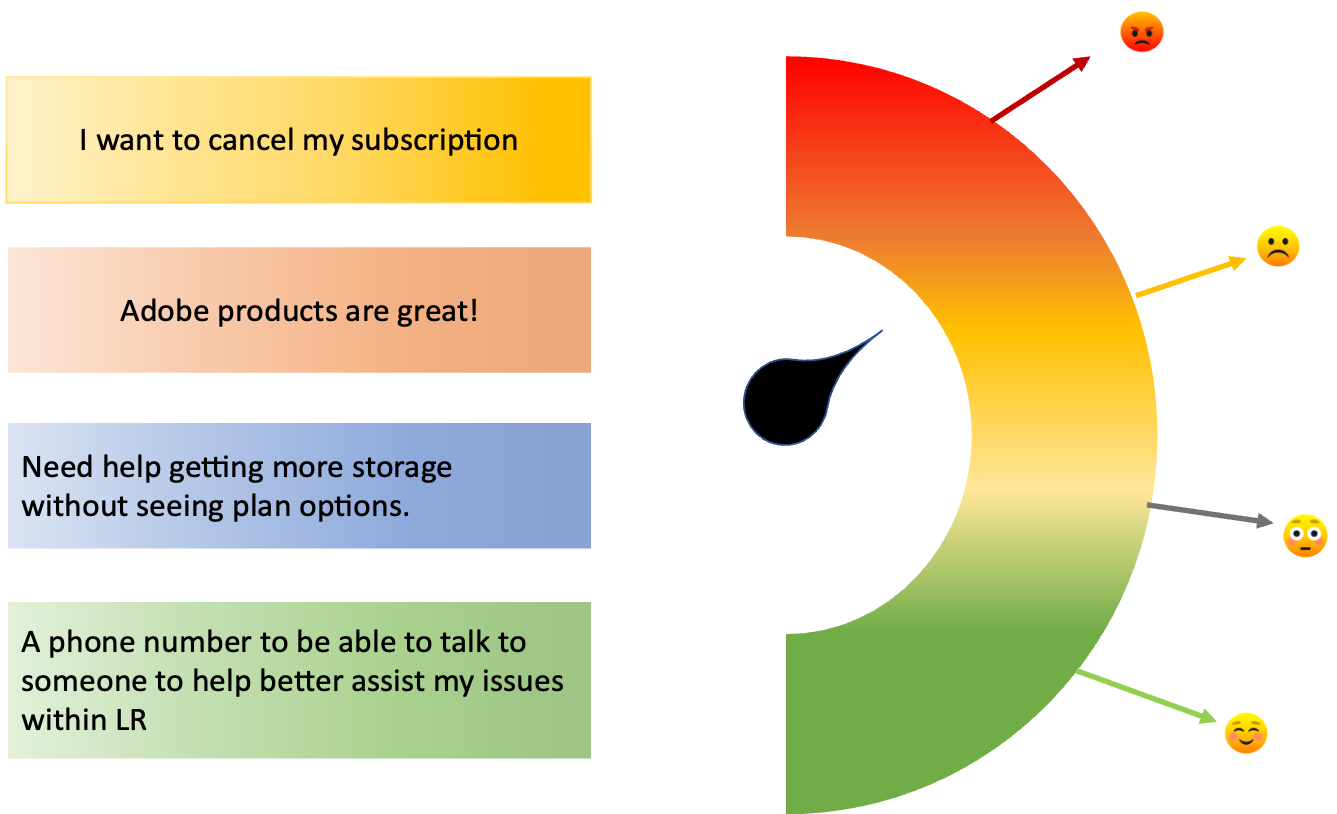 I want to cancel my subscription
Adobe products are great!
Need help getting more storage
without seeing plan options.
A phone number to be able to talk to
someone to help better assist my issues
within LR